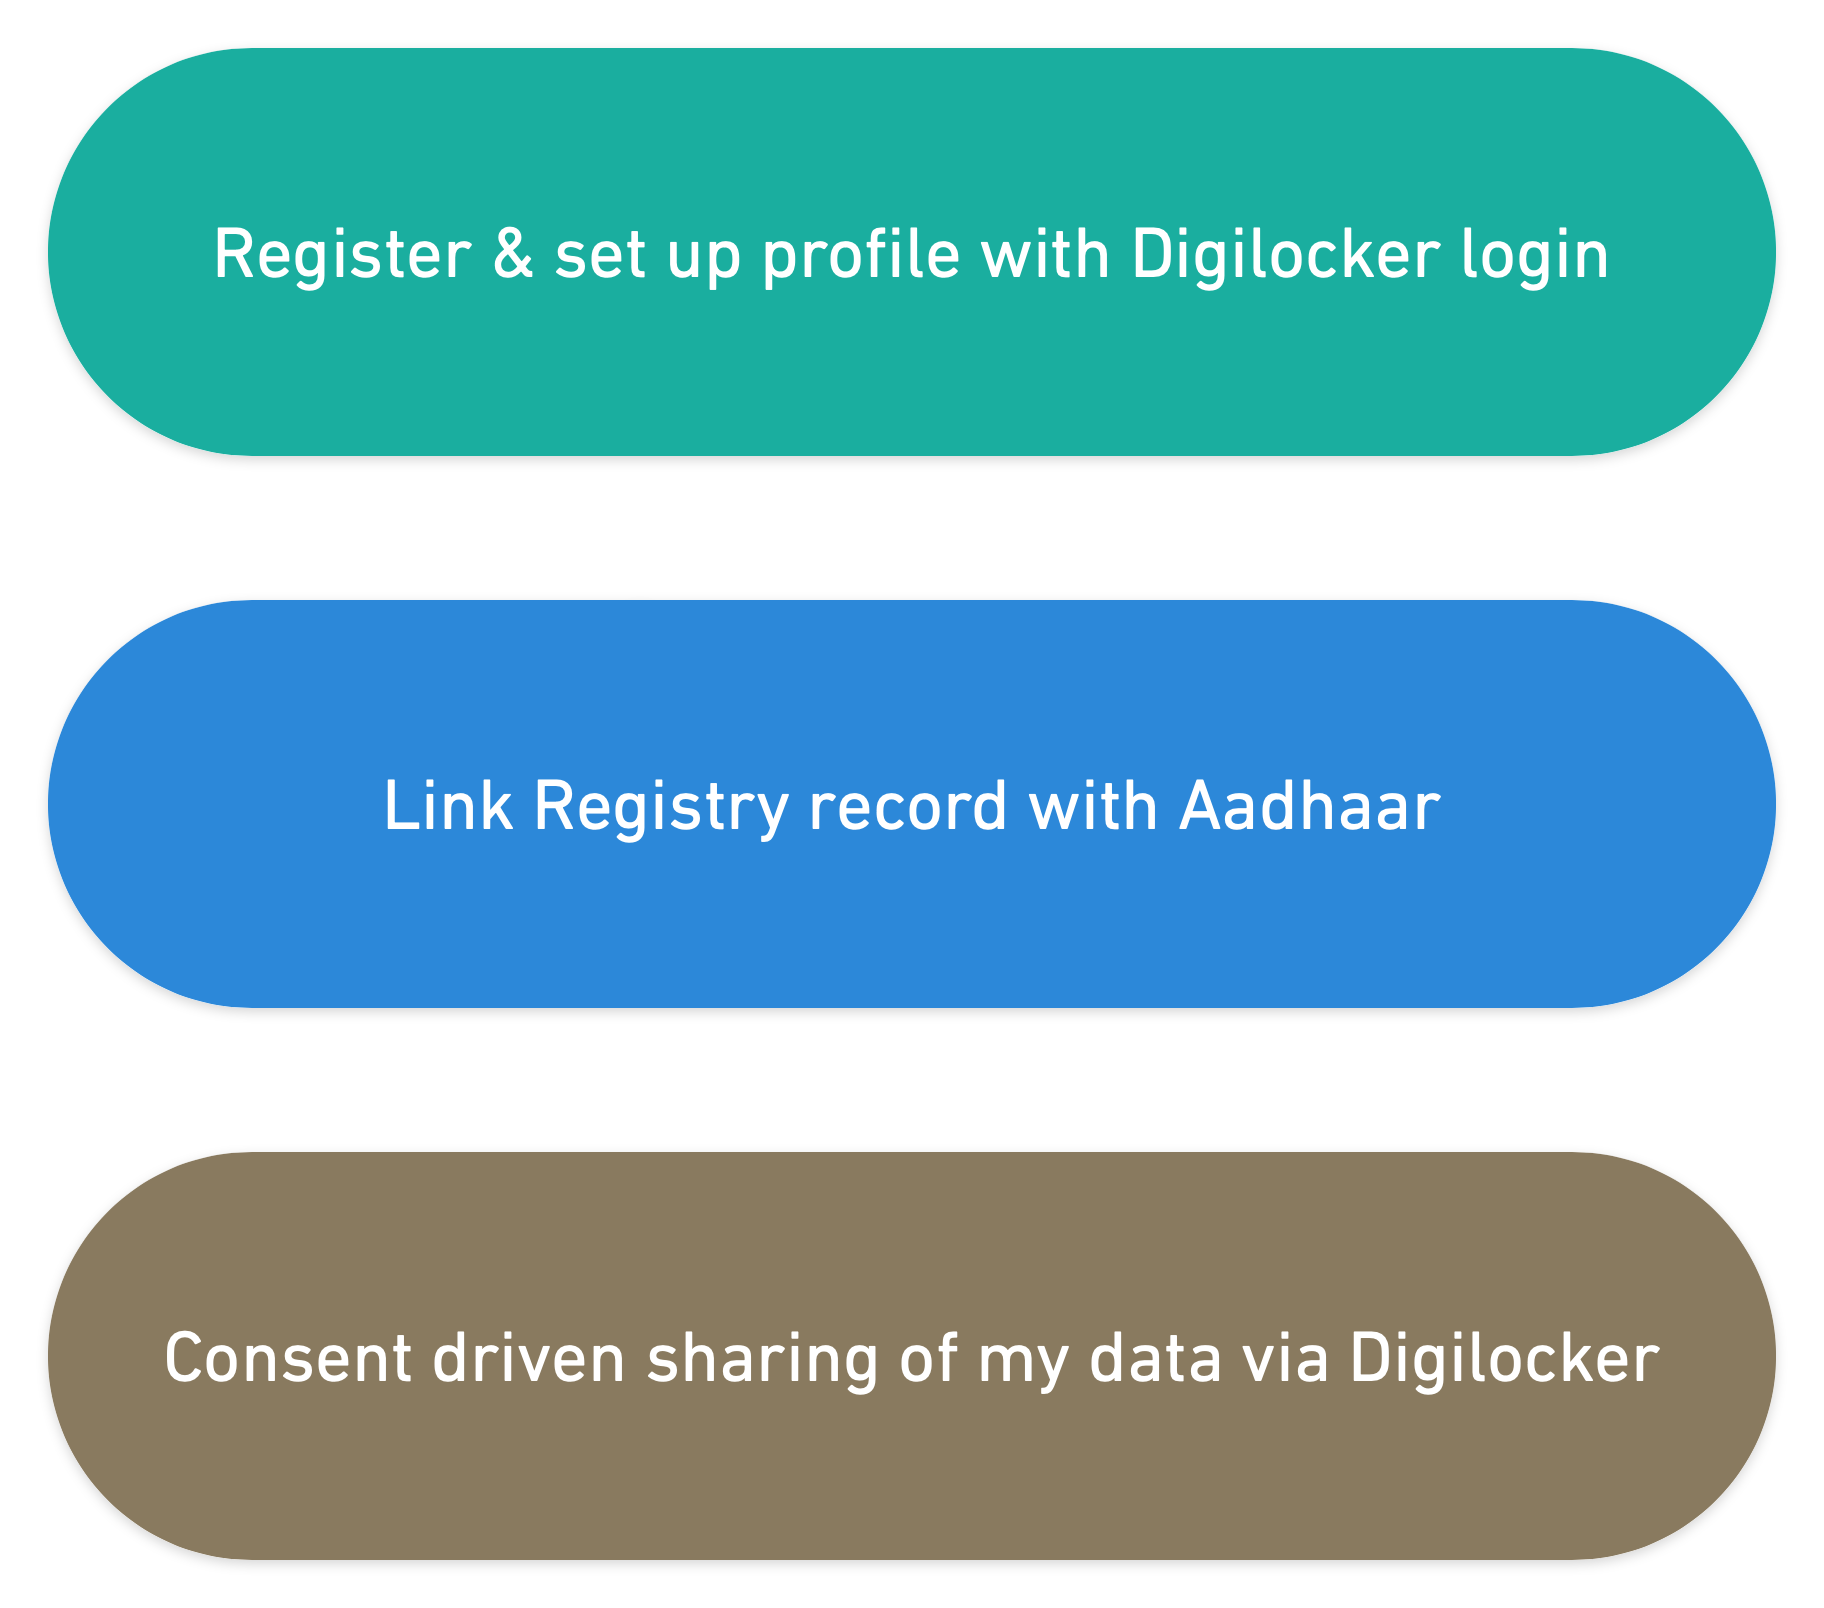 Register & set up profile with Digilocker login
Link Registry record with Aadhaar
Consent driven sharing of my data via Digilocker